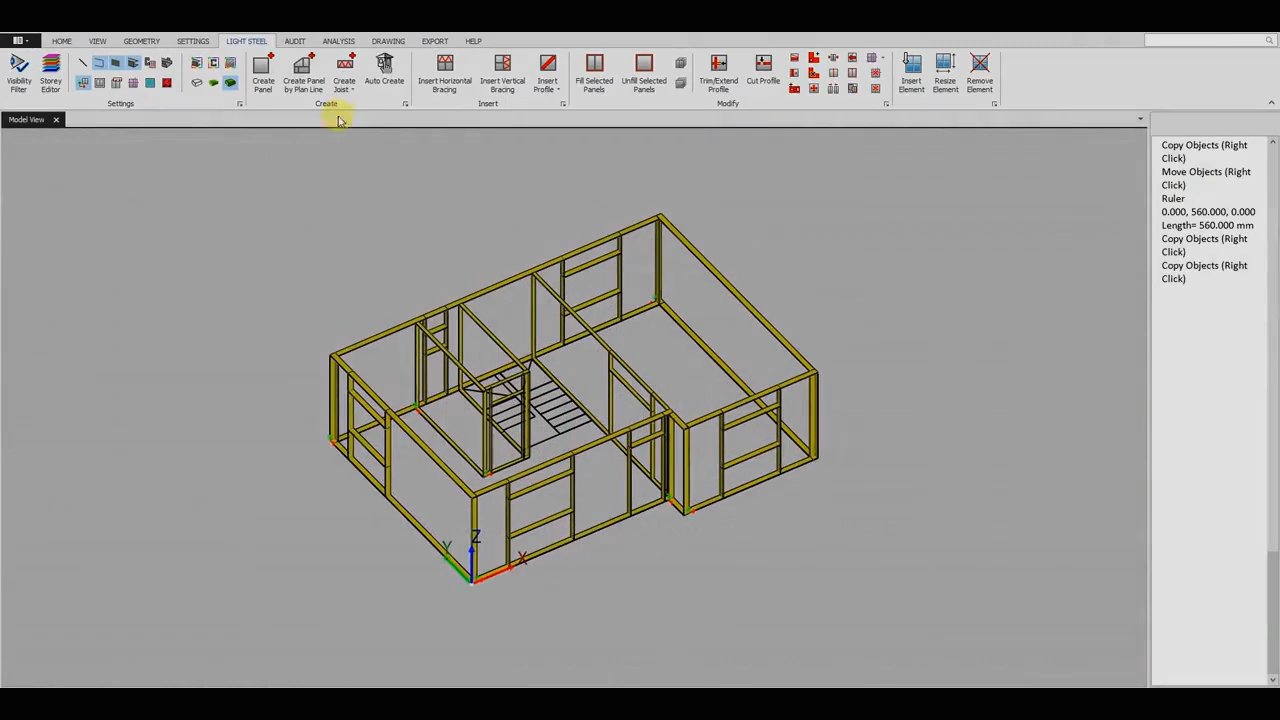 HOME VIEW GEOMETRY SETTINGS LIGHT STEEL AUDIT ANALYSIS DRAWING EXPORT HELP
Visibility Filter
Storey Editor
Settings
Create Panel
Create Panel by Plan Line
Create Joist
Auto Create
Create
Insert Horizontal Bracing
Insert Vertical Bracing
Insert Profile
Insert
Fill Selected Panels
Unfill Selected Panels
Trim/Extend Profile
Cut Profile
Modify
Insert Element
Resize Element
Remove Element
Model View
Copy Objects (Right
Click)
Move Objects (Right
Click)
Ruler
0.000, 560.000, 0.000
Length= 560.000 mm
Copy Objects (Right
Click)
Copy Objects (Right
Click)
Z
Y
X